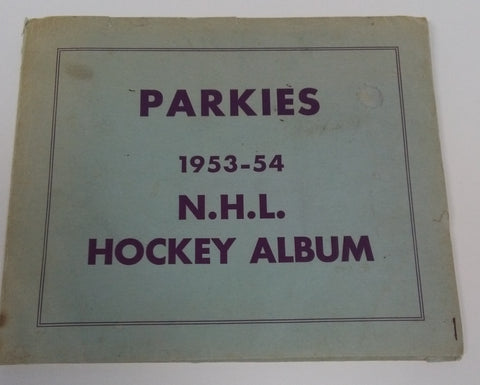 PARKIES
1953-54
N.H.L.
HOCKEY ALBUM